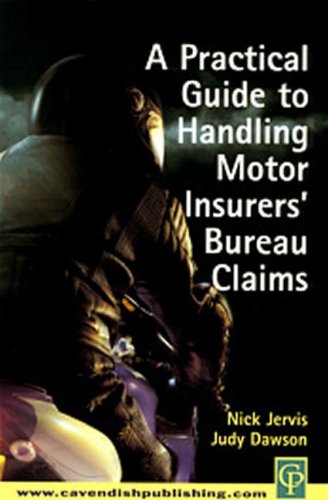 A Practical
Guide to
Handling
Motor
Insurers'
Bureau
Claims
Nick Jervis
Judy Dawson
CP
www.cavendishpublishing.com